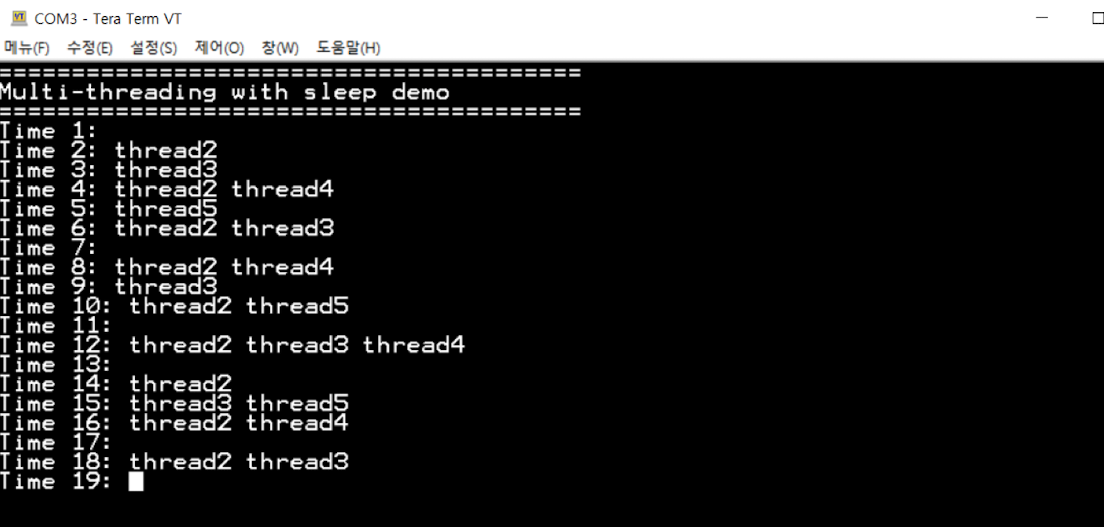 VT COM3 - Tera Term VT
메뉴(F) 수정(E) 설정(S) 제어(O) 창(W) 도움말(H)
========================================
Multi-threading with sleep demo
========================================
Time 1:
Time 2: thread2
Time 3: thread3
Time 4: thread2 thread4
Time 5: thread5
Time 6: thread2 thread3
Time 7:
Time 8: thread2 thread4
Time 9: thread3
Time 10: thread2 thread5
Time 11:
Time 12: thread2 thread3 thread4
Time 13:
Time 14: thread2
Time 15: thread3 thread5
Time 16: thread2 thread4
Time 17:
Time 18: thread2 thread3
Time 19: